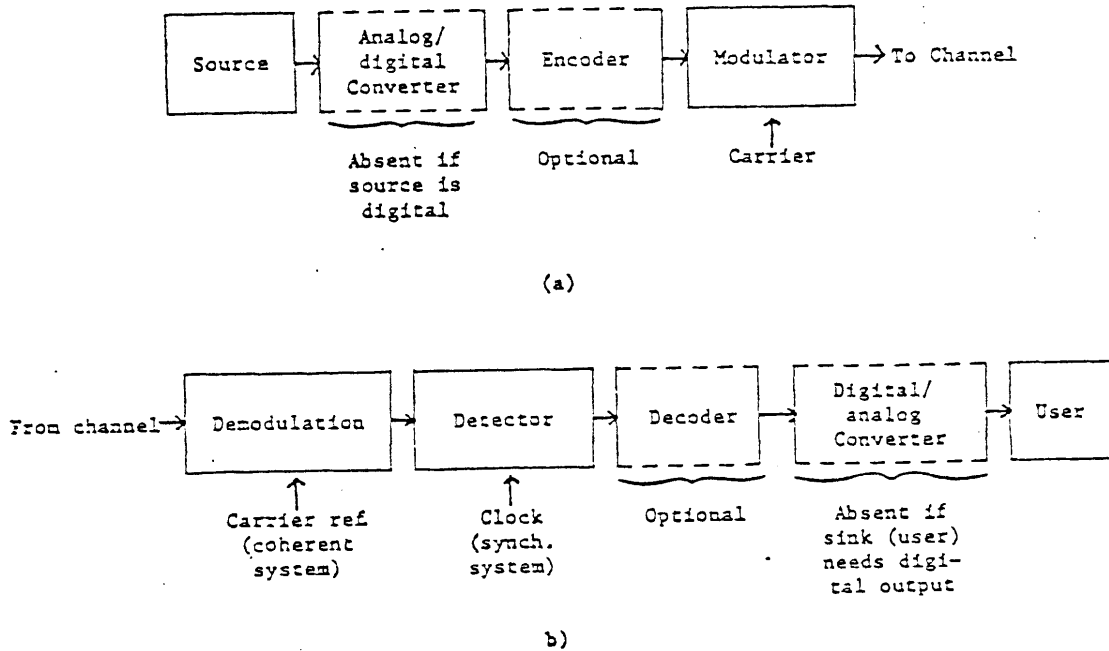 Source
Analog/
digital
Converter
Encoder
Modulator
To Channel
Absent if
source is
digital
Optional
Carrier
(a)
From channel
Demodulation
Detector
Decoder
Digital/
analog
Converter
User
Carrier ref
(coherent
system)
Clock
(synch.
system)
Optional
Absent if
sink (user)
needs digi-
tal output
b)